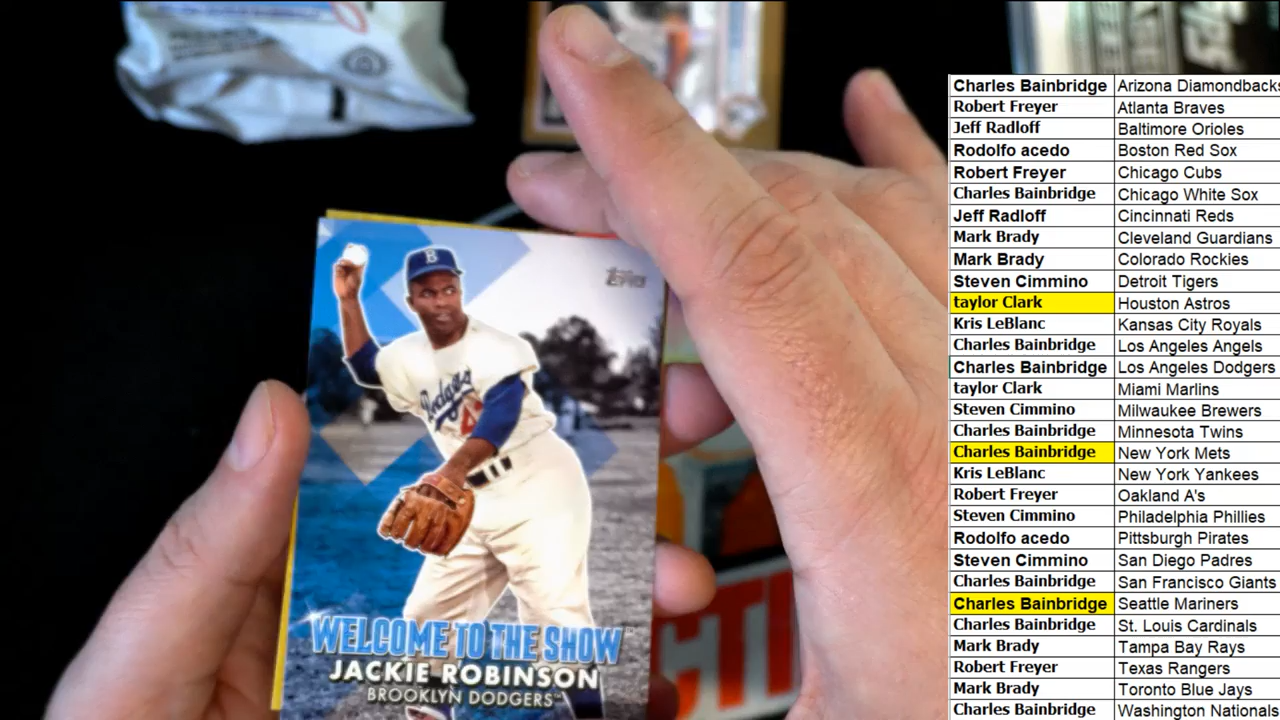 topps
B
Dodgers
4
WELCOME TO THE SHOW™
JACKIE ROBINSON
BROOKLYN DODGERS™
Charles Bainbridge Arizona Diamondbacks
Robert Freyer Atlanta Braves
Jeff Radloff Baltimore Orioles
Rodolfo acedo Boston Red Sox
Robert Freyer Chicago Cubs
Charles Bainbridge Chicago White Sox
Jeff Radloff Cincinnati Reds
Mark Brady Cleveland Guardians
Mark Brady Colorado Rockies
Steven Cimmino Detroit Tigers
taylor Clark Houston Astros
Kris LeBlanc Kansas City Royals
Charles Bainbridge Los Angeles Angels
Charles Bainbridge Los Angeles Dodgers
taylor Clark Miami Marlins
Steven Cimmino Milwaukee Brewers
Charles Bainbridge Minnesota Twins
Charles Bainbridge New York Mets
Kris LeBlanc New York Yankees
Robert Freyer Oakland A's
Steven Cimmino Philadelphia Phillies
Rodolfo acedo Pittsburgh Pirates
Steven Cimmino San Diego Padres
Charles Bainbridge San Francisco Giants
Charles Bainbridge Seattle Mariners
Charles Bainbridge St. Louis Cardinals
Mark Brady Tampa Bay Rays
Robert Freyer Texas Rangers
Mark Brady Toronto Blue Jays
Charles Bainbridge Washington Nationals